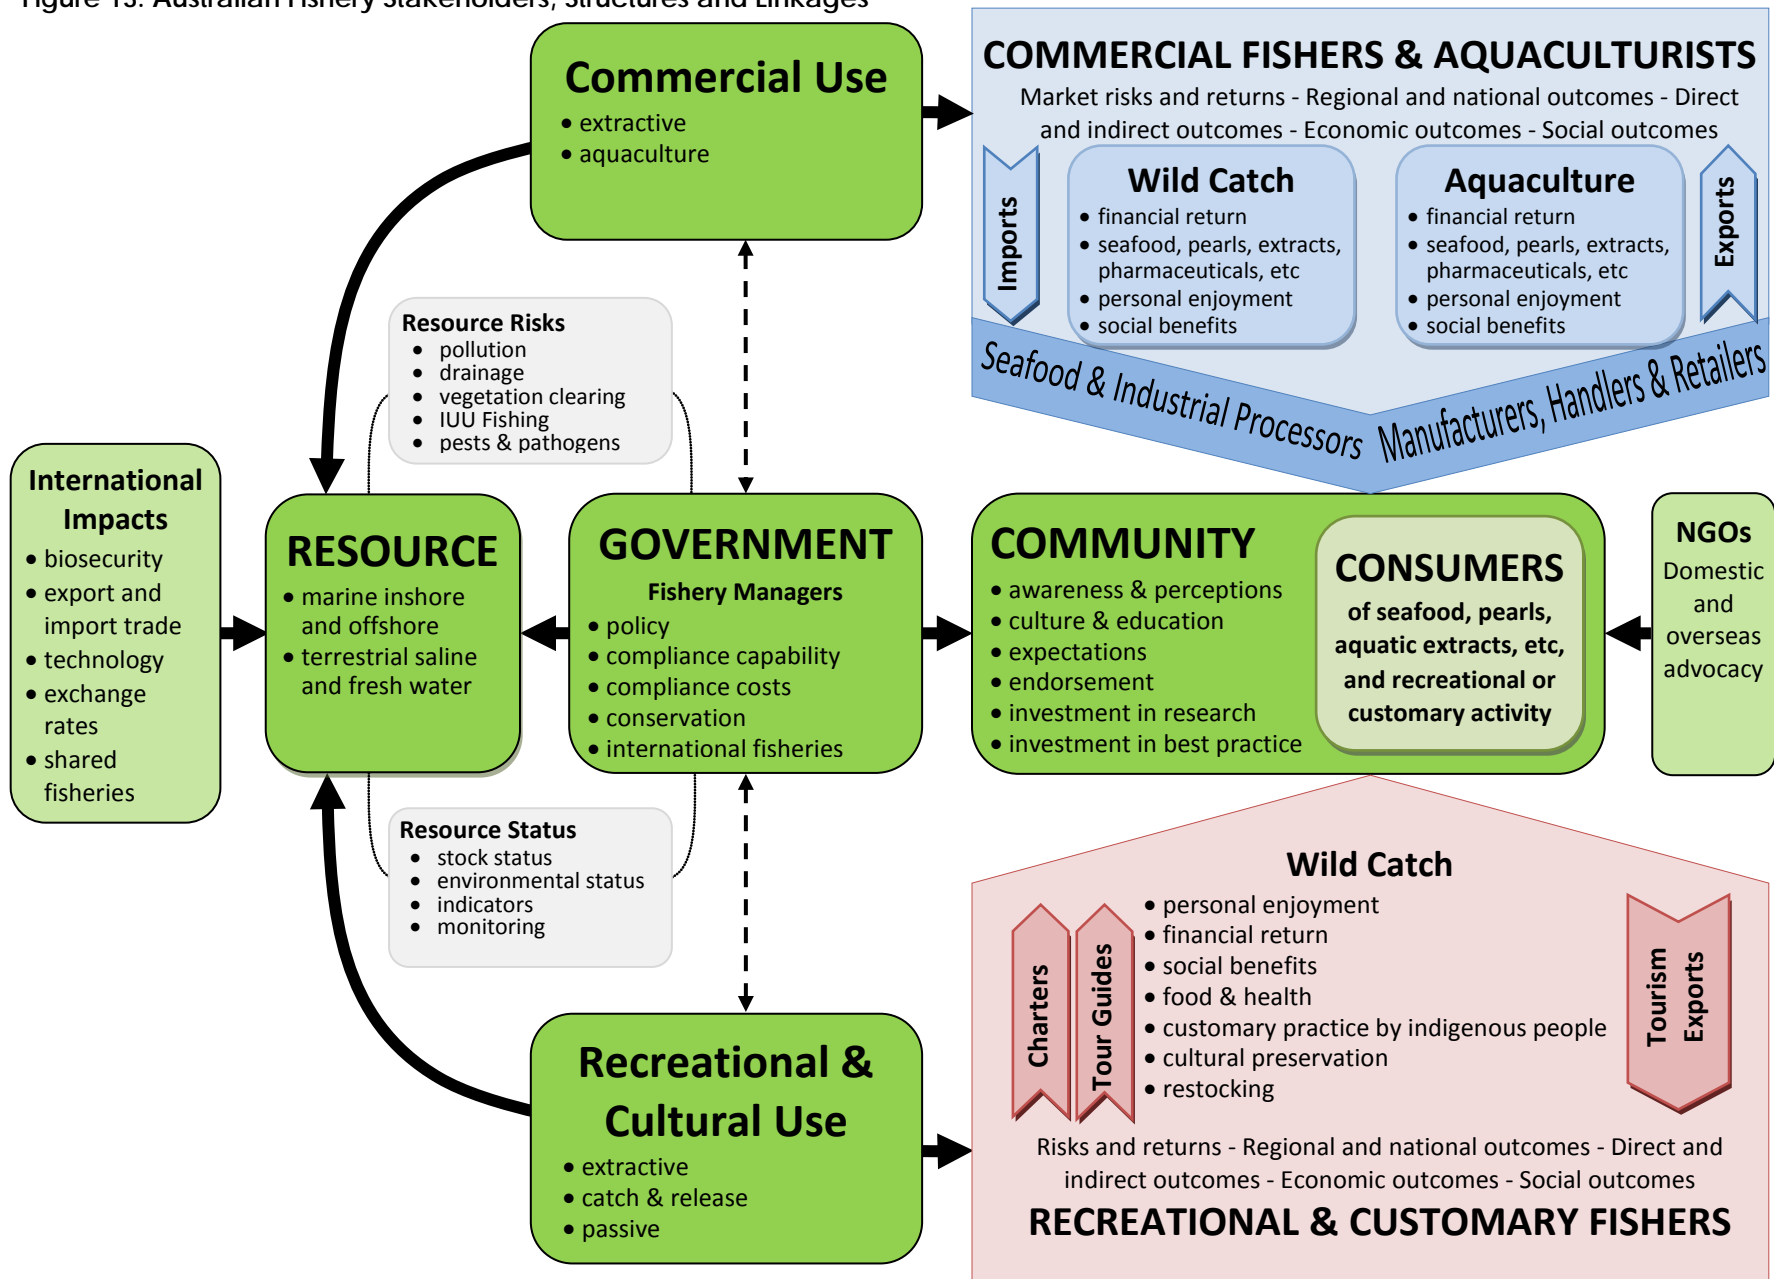 Figure 13: Australian Fishery Stakeholders, Structures and Linkages
Commercial Use
• extractive
• aquaculture
COMMERCIAL FISHERS & AQUACULTURISTS
Market risks and returns - Regional and national outcomes - Direct
and indirect outcomes - Economic outcomes - Social outcomes
Imports
Wild Catch
• financial return
• seafood, pearls, extracts,
pharmaceuticals, etc
• personal enjoyment
• social benefits
Aquaculture
• financial return
• seafood, pearls, extracts,
pharmaceuticals, etc
• personal enjoyment
• social benefits
Exports
Seafood & Industrial Processors
Manufacturers, Handlers & Retailers
Resource Risks
• pollution
• drainage
• vegetation clearing
• IUU Fishing
• pests & pathogens
International
Impacts
• biosecurity
• export and
import trade
• technology
• exchange
rates
• shared
fisheries
RESOURCE
• marine inshore
and offshore
• terrestrial saline
and fresh water
GOVERNMENT
Fishery Managers
• policy
• compliance capability
• compliance costs
• conservation
• international fisheries
COMMUNITY
• awareness & perceptions
• culture & education
• expectations
• endorsement
• investment in research
• investment in best practice
CONSUMERS
of seafood, pearls,
aquatic extracts, etc,
and recreational or
customary activity
NGOs
Domestic
and
overseas
advocacy
Resource Status
• stock status
• environmental status
• indicators
• monitoring
Recreational &
Cultural Use
• extractive
• catch & release
• passive
Wild Catch
Charters
Tour Guides
• personal enjoyment
• financial return
• social benefits
• food & health
• customary practice by indigenous people
• cultural preservation
• restocking
Tourism
Exports
Risks and returns - Regional and national outcomes - Direct and
indirect outcomes - Economic outcomes - Social outcomes
RECREATIONAL & CUSTOMARY FISHERS